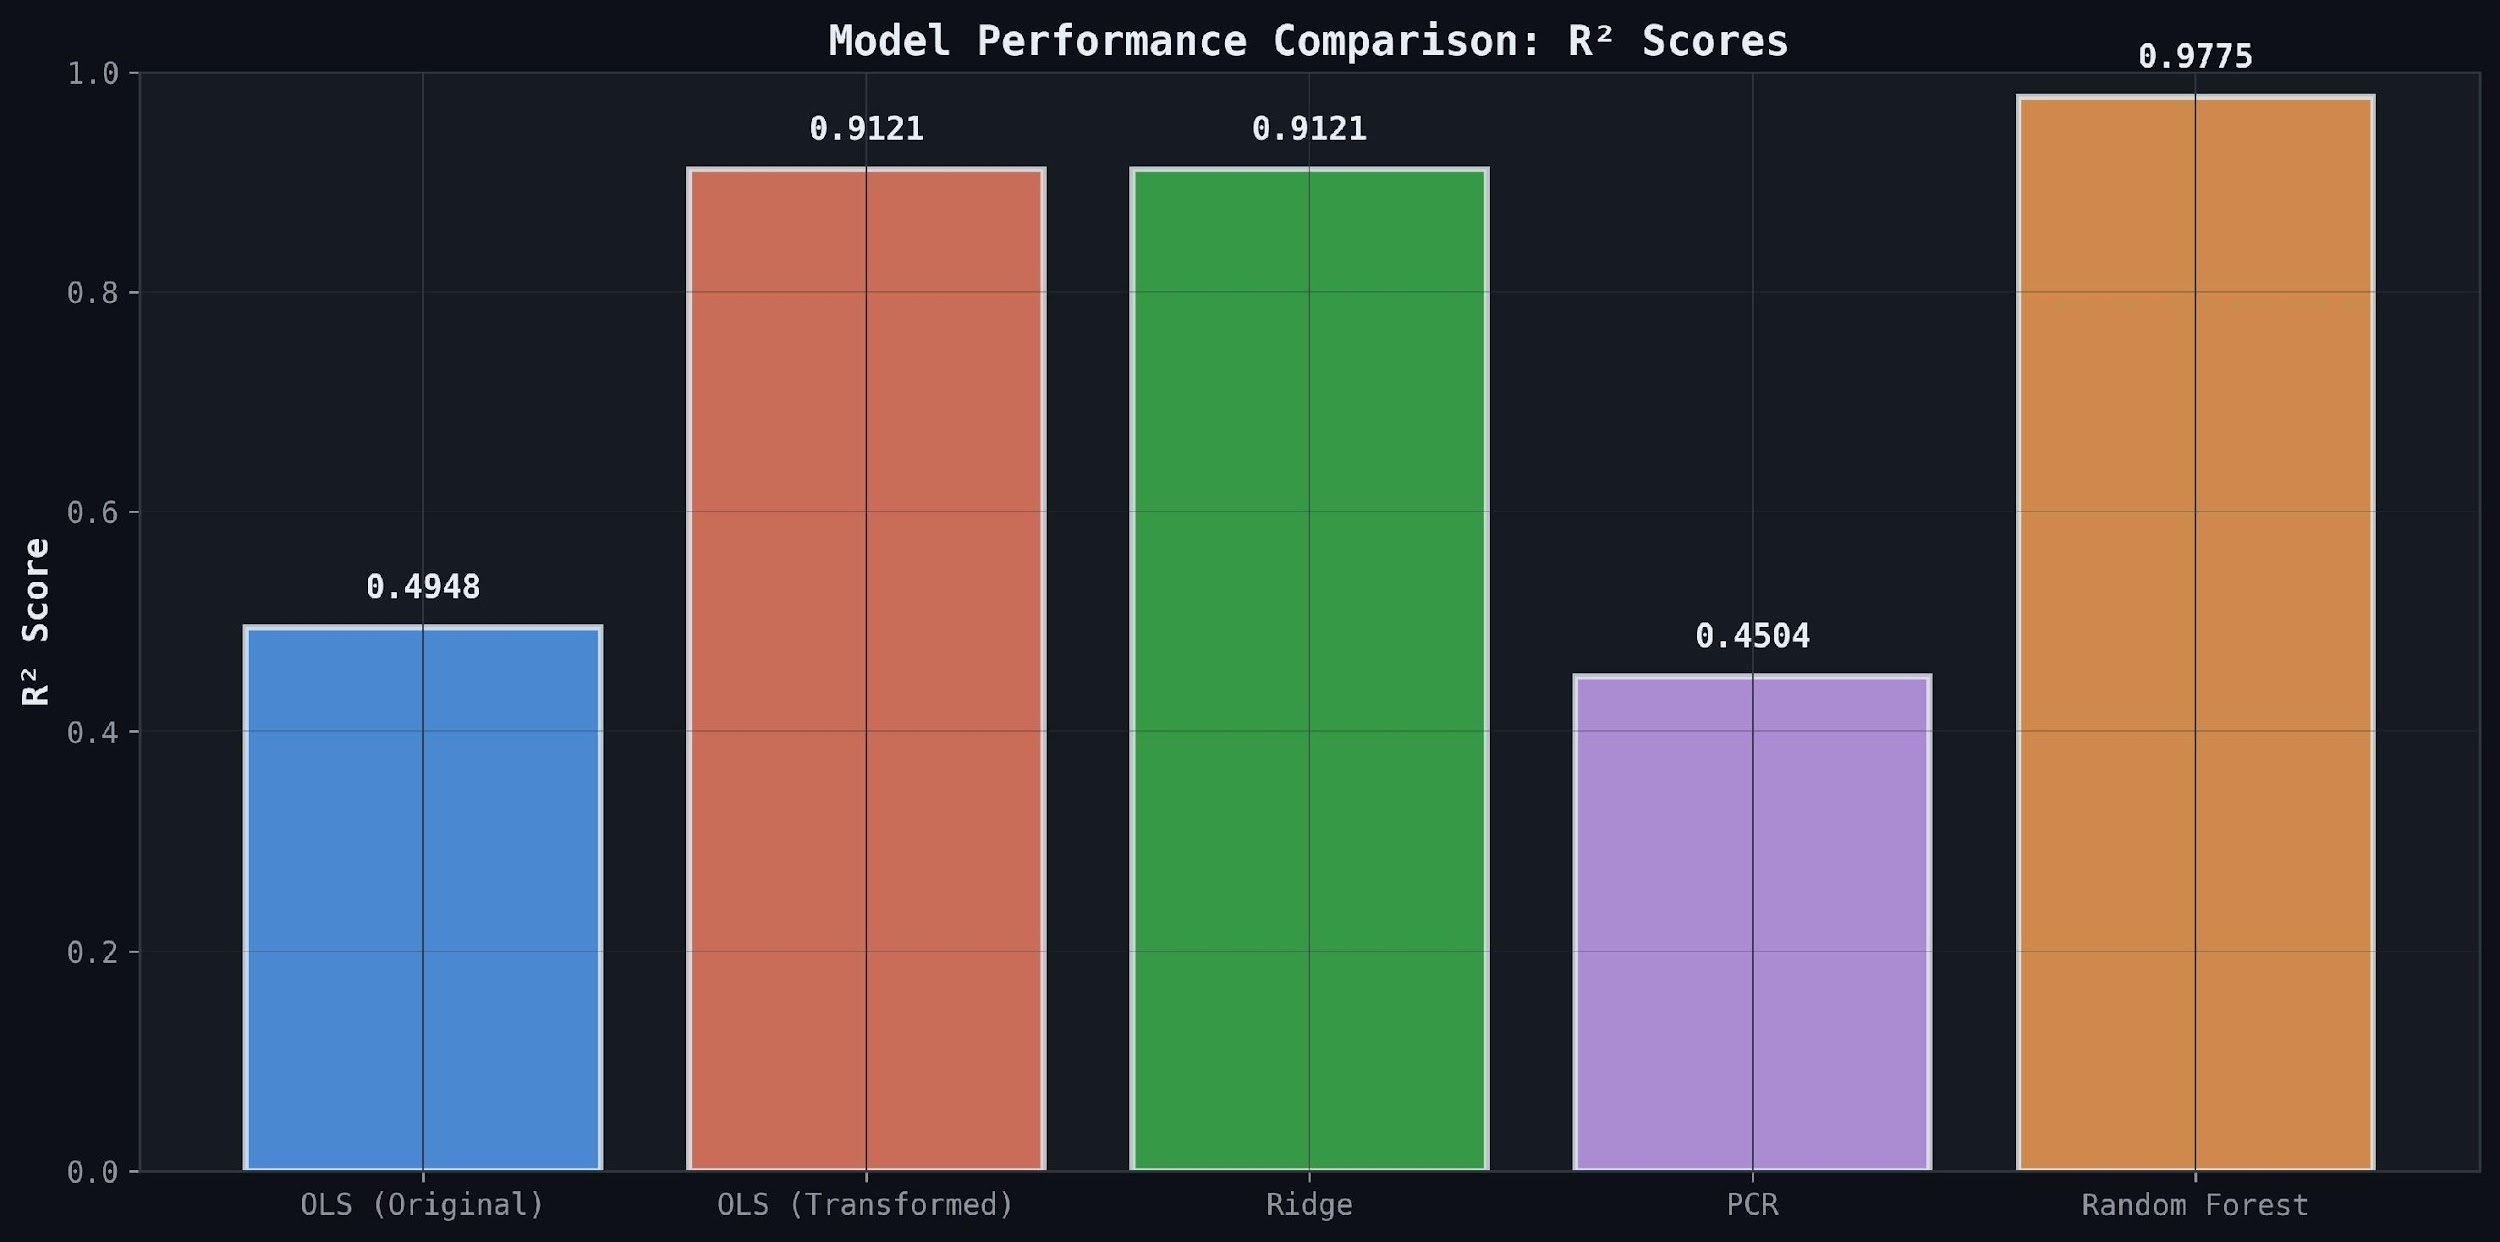 Model Performance Comparison: R² Scores
R² Score
1.0
0.8
0.6
0.4
0.2
0.0
0.4948
0.9121
0.9121
0.4504
0.9775
OLS (Original)
OLS (Transformed)
Ridge
PCR
Random Forest